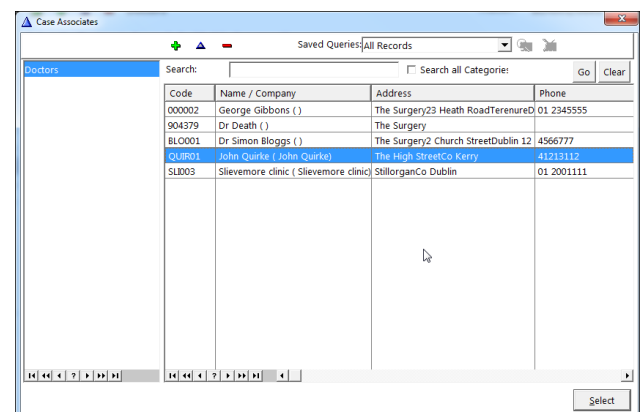 Case Associates
Saved Queries: All Records
Doctors
Search: Search all Categories Go Clear
Code Name / Company Address Phone
000002 George Gibbons ( ) The Surgery23 Heath RoadTerenureD 01 2345555
904379 Dr Death ( ) The Surgery
BLO001 Dr Simon Bloggs ( ) The Surgery2 Church StreetDublin 12 4566777
QUIR01 John Quirke ( John Quirke) The High StreetCo Kerry 41213112
SLI003 Slievemore clinic ( Slievemore clinic) StillorganCo Dublin 01 2001111
Select